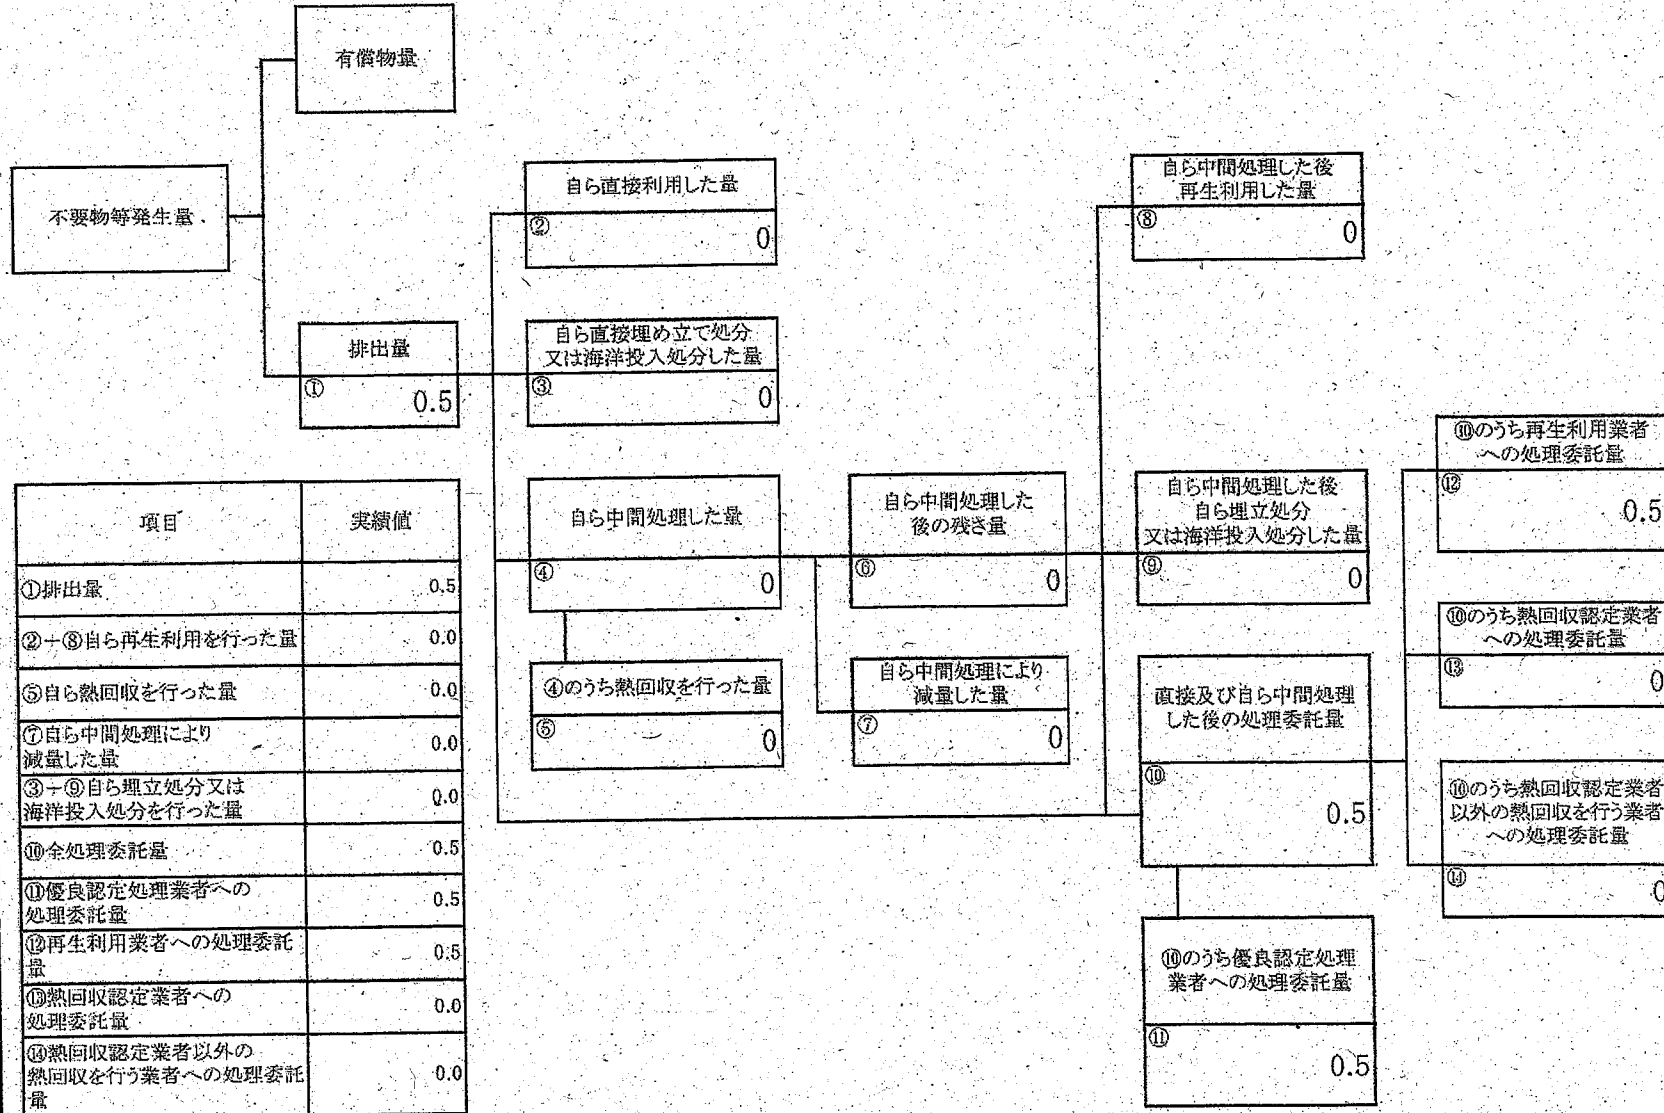 有償物量
不要物等発生量
排出量
①
0.5
自ら直接利用した量
②
0
自ら直接埋め立て処分
又は海洋投入処分した量
③
0
自ら中間処理した量
④
0
④のうち熱回収を行った量
⑤
0
自ら中間処理した
後の残さ量
⑥
0
自ら中間処理により
減量した量
⑦
0
自ら中間処理した後
再生利用した量
⑧
0
自ら中間処理した後
自ら埋立処分
又は海洋投入処分した量
⑨
0
直接及び自ら中間処理
した後の処理委託量
⑩
0.5
⑩のうち優良認定処理
業者への処理委託量
⑪
0.5
⑩のうち再生利用業者
への処理委託量
⑫
0.5
⑩のうち熱回収認定業者
への処理委託量
⑬
0
⑩のうち熱回収認定業者
以外の熱回収を行う業者
への処理委託量
⑭
0
項目 実績値
①排出量 0.5
②+⑧自ら再生利用を行った量 0.0
⑤自ら熱回収を行った量 0.0
⑦自ら中間処理により
減量した量 0.0
③+⑨自ら埋立処分又は
海洋投入処分を行った量 0.0
⑩全処理委託量 0.5
⑪優良認定処理業者への
処理委託量 0.5
⑫再生利用業者への処理委託
量 0.5
⑬熱回収認定業者への
処理委託量 0.0
⑭熱回収認定業者以外の
熱回収を行う業者への処理委託
量 0.0